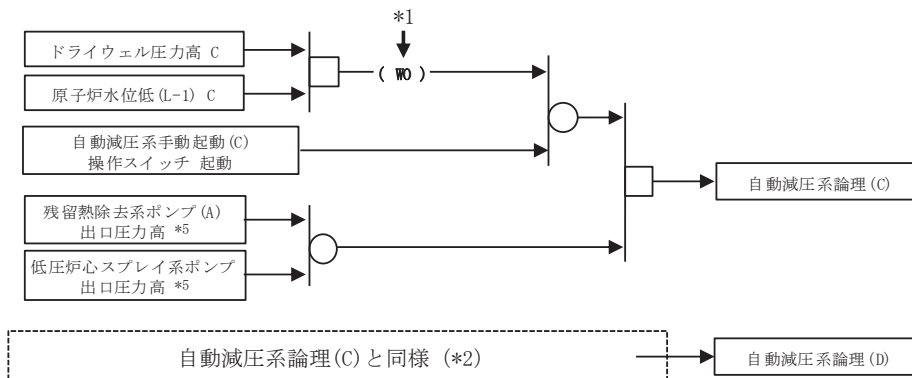 *1
ドライウェル圧力高 C
( WO )
原子炉水位低(L-1) C
自動減圧系手動起動(C)
操作スイッチ 起動
自動減圧系論理(C)
残留熱除去系ポンプ(A)
出口圧力高 *5
低圧炉心スプレイ系ポンプ
出口圧力高 *5
自動減圧系論理(C)と同様 (*2)
自動減圧系論理(D)